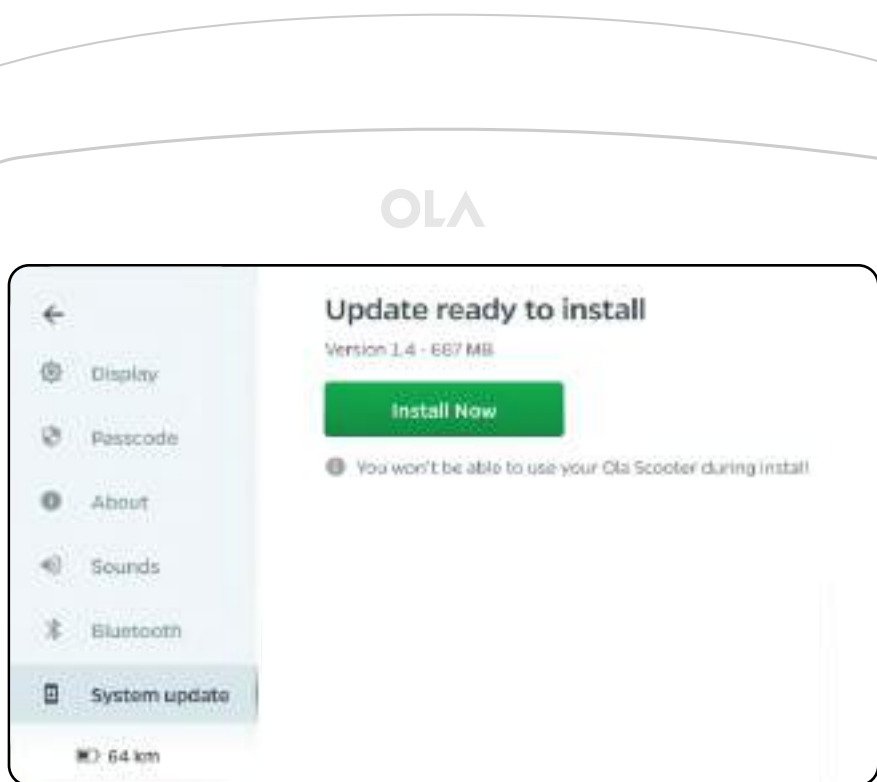 OLA
Update ready to install
Version 1.4 - 667 MB
Install Now
You won't be able to use your Ola Scooter during install
Display
Passcode
About
Sounds
Bluetooth
System update
64 km